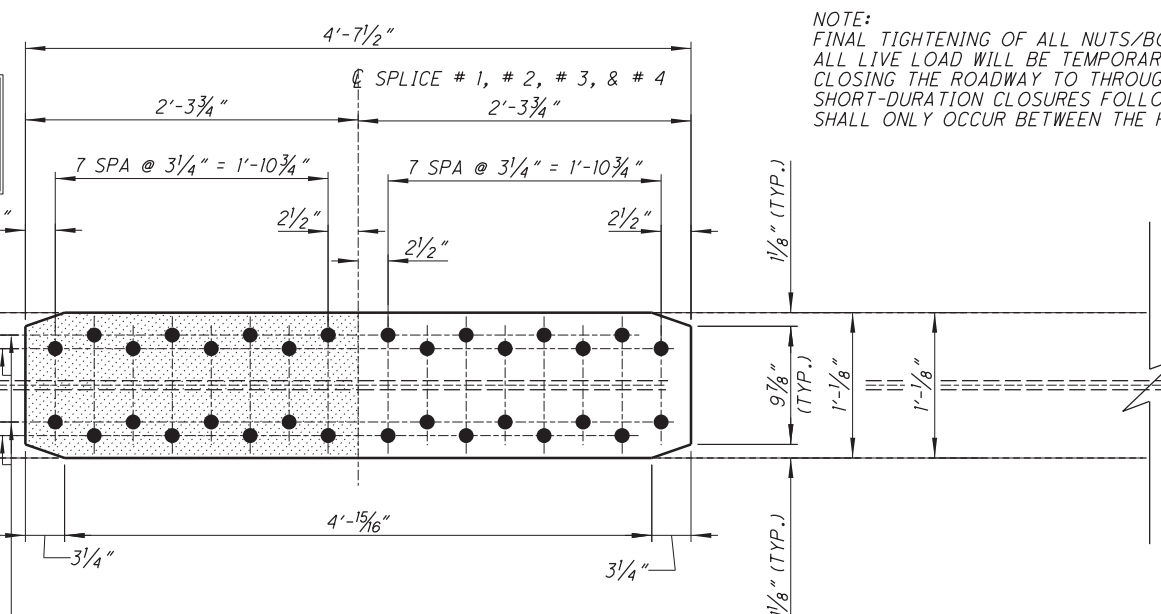 NOTE:
FINAL TIGHTENING OF ALL NUTS/BO
ALL LIVE LOAD WILL BE TEMPORAR
CLOSING THE ROADWAY TO THROUG
SHORT-DURATION CLOSURES FOLLO
SHALL ONLY OCCUR BETWEEN THE H
4'-7½"
℄ SPLICE # 1, # 2, # 3, & # 4
2'-3¾"
2'-3¾"
7 SPA @ 3¼" = 1'-10¾"
7 SPA @ 3¼" = 1'-10¾"
"
2½"
2½"
2½"
1⅛" (TYP.)
9⅞"
(TYP.)
1'-⅛"
1'-⅛"
4'-15/16"
3¼"
3¼"
1⅛" (TYP.)